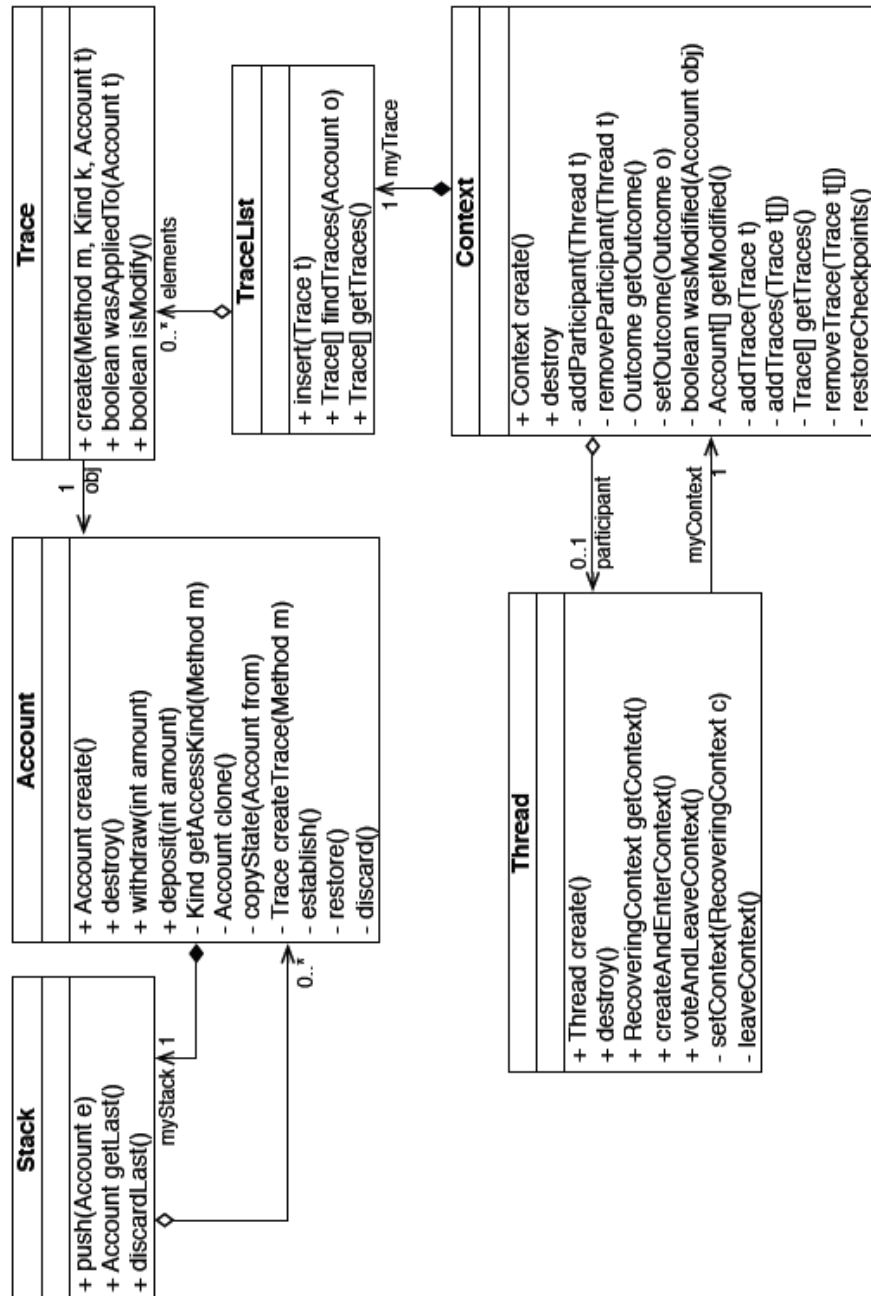 Stack
+ push(Account e)
+ Account getLast()
+ discardLast()
myStack
1
0..*
Account
+ Account create()
+ destroy()
+ withdraw(int amount)
+ deposit(int amount)
- Kind getAccessKind(Method m)
- Account clone()
- copyState(Account from)
- Trace createTrace(Method m)
- establish()
- restore()
- discard()
1
obj
Trace
+ create(Method m, Kind k, Account t)
+ boolean wasAppliedTo(Account t)
+ boolean isModify()
0..*
elements
TraceList
+ insert(Trace t)
+ Trace[] findTraces(Account o)
+ Trace[] getTraces()
1
myTrace
Thread
+ Thread create()
+ destroy()
+ RecoveringContext getContext()
+ createAndEnterContext()
+ voteAndLeaveContext()
- setContext(RecoveringContext c)
- leaveContext()
0..1
participant
myContext
1
Context
+ Context create()
+ destroy
- addParticipant(Thread t)
- removeParticipant(Thread t)
- Outcome getOutcome()
- setOutcome(Outcome o)
- boolean wasModified(Account obj)
- Account[] getModified()
- addTrace(Trace t)
- addTraces(Trace t[])
- Trace[] getTraces()
- removeTrace(Trace t[])
- restoreCheckpoints()